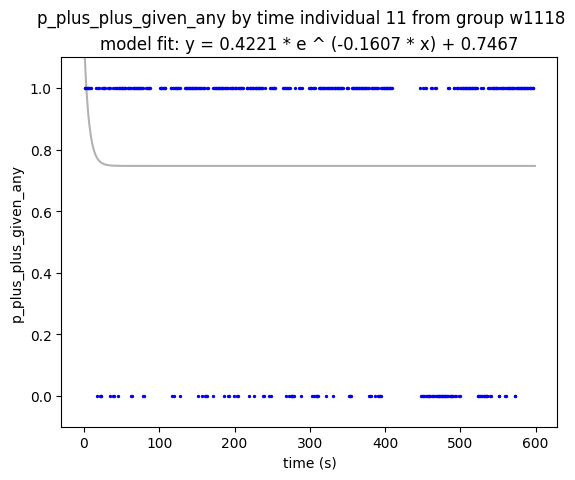 p_plus_plus_given_any by time individual 11 from group w1118
model fit: y = 0.4221 * e ^ (-0.1607 * x) + 0.7467
1.0
0.8
0.6
0.4
0.2
0.0
p_plus_plus_given_any
0 100 200 300 400 500 600
time (s)